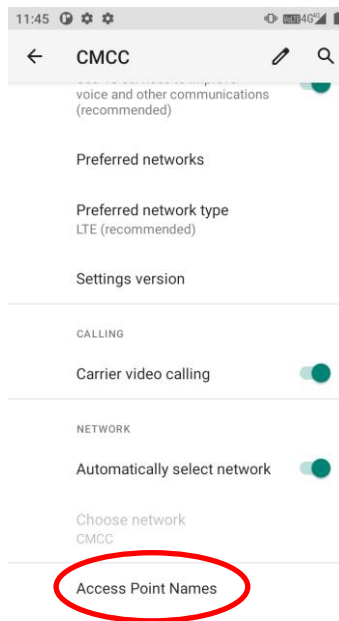 11:45
4G
CMCC
voice and other communications
(recommended)
Preferred networks
Preferred network type
LTE (recommended)
Settings version
CALLING
Carrier video calling
NETWORK
Automatically select network
Choose network
CMCC
Access Point Names